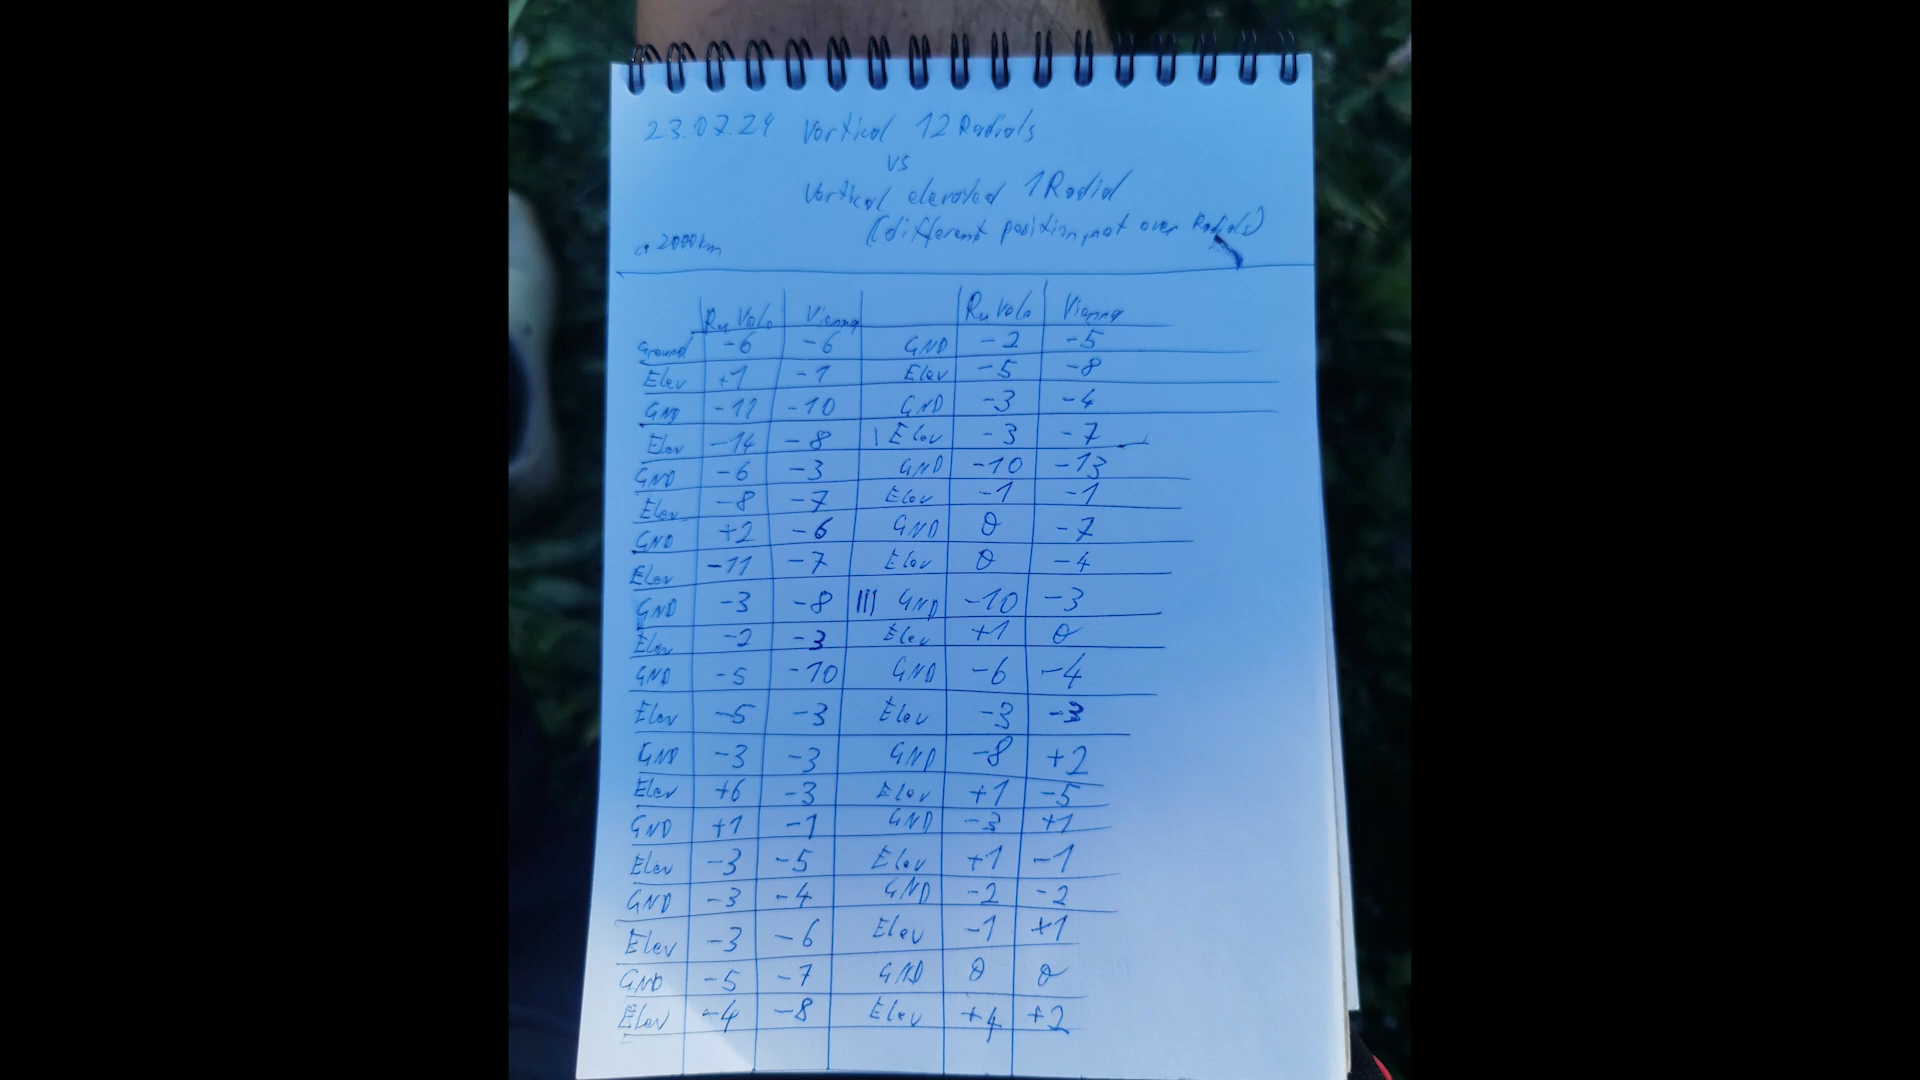 23.07.24 Vertical 12 Radials
vs
Vertical elevated 1 Radial
(different position, not over Radials)
2000km
Ru Volo Vienna Ru Volo Vienna
Ground -6 -6 GND -2 -5
Elev +1 -1 Elev -5 -8
GND -12 -10 GND -3 -4
Elev -14 -8 Elev -3 -7
GND -6 -3 GND -10 -13
Elev -8 -7 Elev -1 -1
GND +2 -6 GND 0 -7
Elev -11 -7 Elev 0 -4
GND -3 -8 GND -10 -3
Elev -2 -3 Elev +1 0
GND -5 -10 GND -6 -4
Elev -5 -3 Elev -3 -3
GND -3 -3 GND -8 +2
Elev +6 -3 Elev +1 -5
GND +1 -1 GND -3 +1
Elev -3 -5 Elev +1 -1
GND -3 -4 GND -2 -2
Elev -3 -6 Elev -1 +1
GND -5 -7 GND 0 0
Elev -4 -8 Elev +4 +2